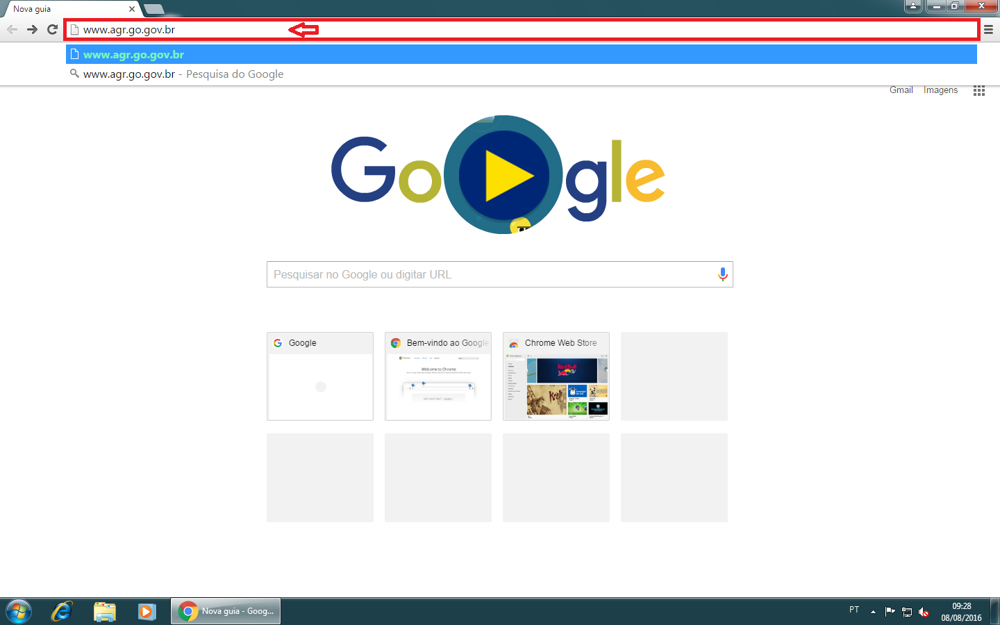 Nova guia
www.agr.go.gov.br
www.agr.go.gov.br
www.agr.go.gov.br - Pesquisa do Google
Gmail Imagens
Google
Pesquisar no Google ou digitar URL
Google
Bem-vindo ao Google
Chrome Web Store
Welcome to Chrome
RedBull
Krei
PT
Nova guia - Goog...
09:28
08/08/2016